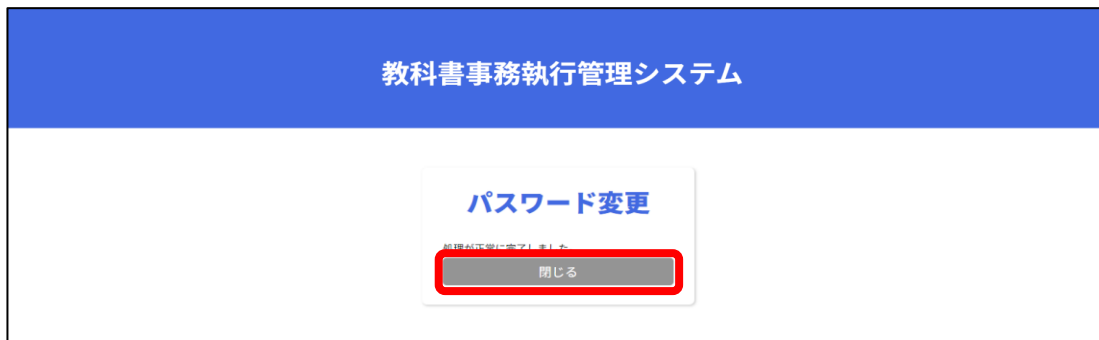 教科書事務執行管理システム
パスワード変更
処理が正常に完了しました
閉じる